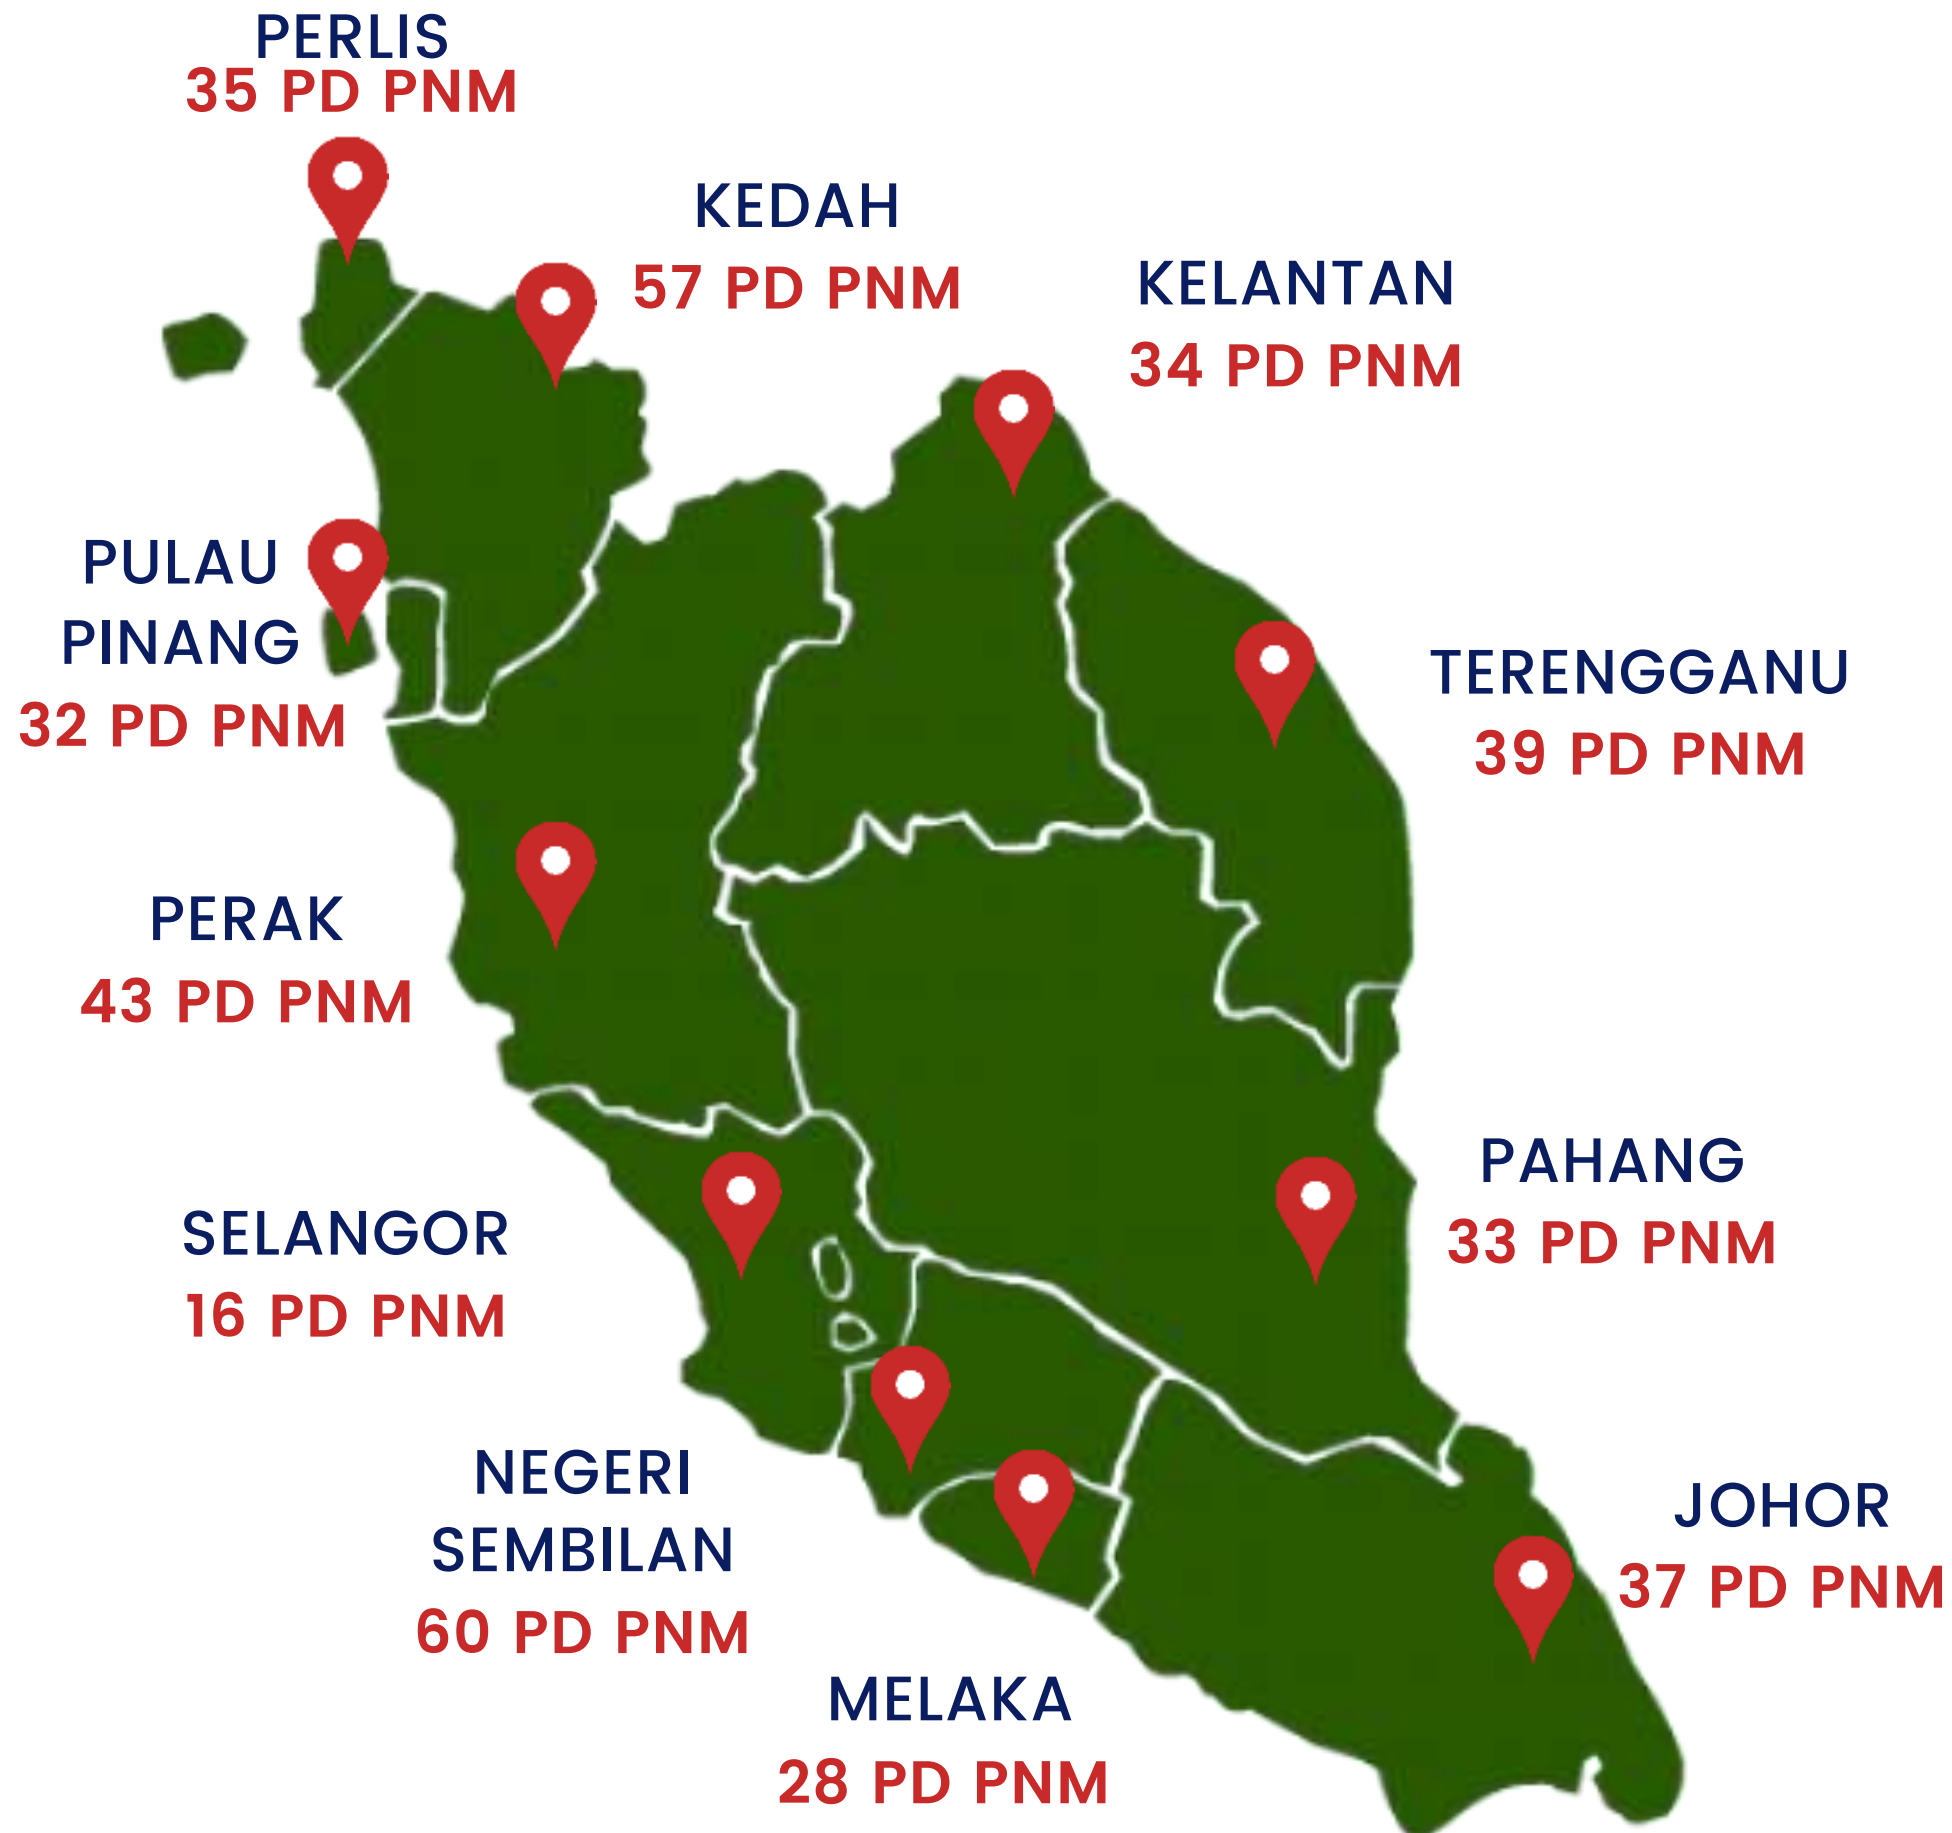 PERLIS
35 PD PNM
KEDAH
57 PD PNM
KELANTAN
34 PD PNM
PULAU
PINANG
32 PD PNM
TERENGGANU
39 PD PNM
PERAK
43 PD PNM
PAHANG
33 PD PNM
SELANGOR
16 PD PNM
NEGERI
SEMBILAN
60 PD PNM
JOHOR
37 PD PNM
MELAKA
28 PD PNM